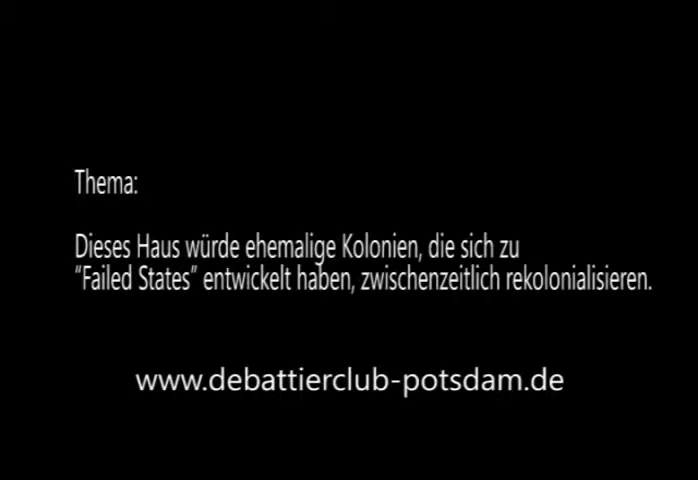 Thema:
Dieses Haus würde ehemalige Kolonien, die sich zu
“Failed States” entwickelt haben, zwischenzeitlich rekolonialisieren.
www.debattierclub-potsdam.de